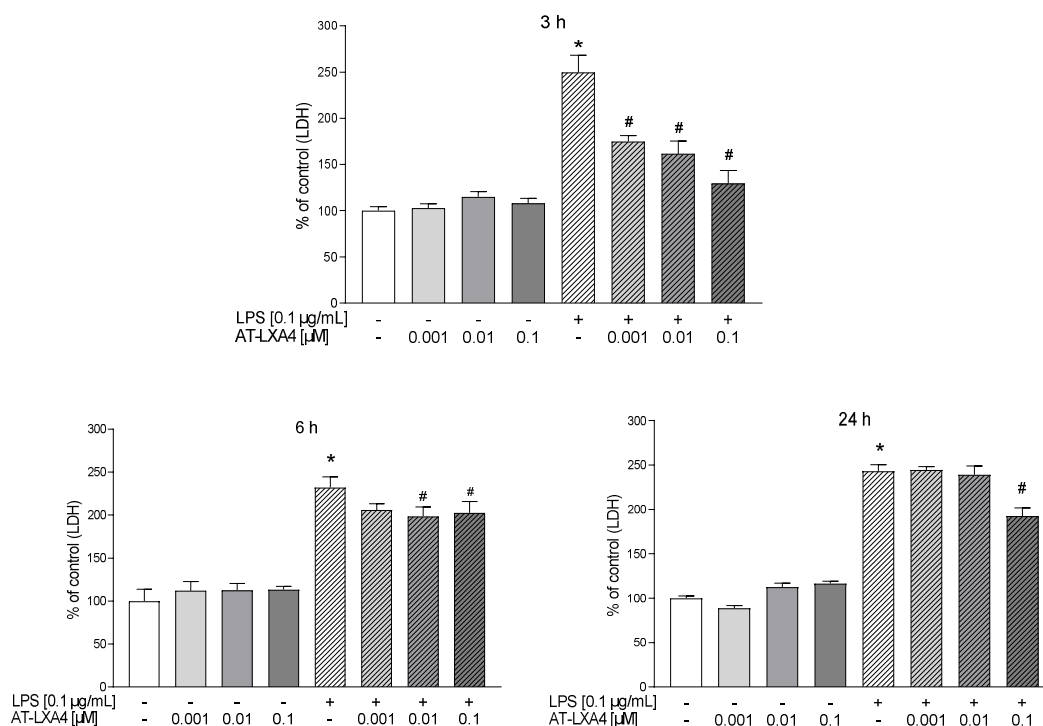 3 h
300
250
200
150
100
50
0
% of control (LDH)
*
#
#
#
LPS [0.1 µg/mL] - - - - + + + +
AT-LXA4 [µM] - 0.001 0.01 0.1 - 0.001 0.01 0.1
6 h
300
250
200
150
100
50
0
% of control (LDH)
*
#
#
LPS [0.1 µg/mL] - - - - + + + +
AT-LXA4 [µM] - 0.001 0.01 0.1 - 0.001 0.01 0.1
24 h
300
250
200
150
100
50
0
% of control (LDH)
*
#
LPS [0.1 µg/mL] - - - - + + + +
AT-LXA4 [µM] - 0.001 0.01 0.1 - 0.001 0.01 0.1